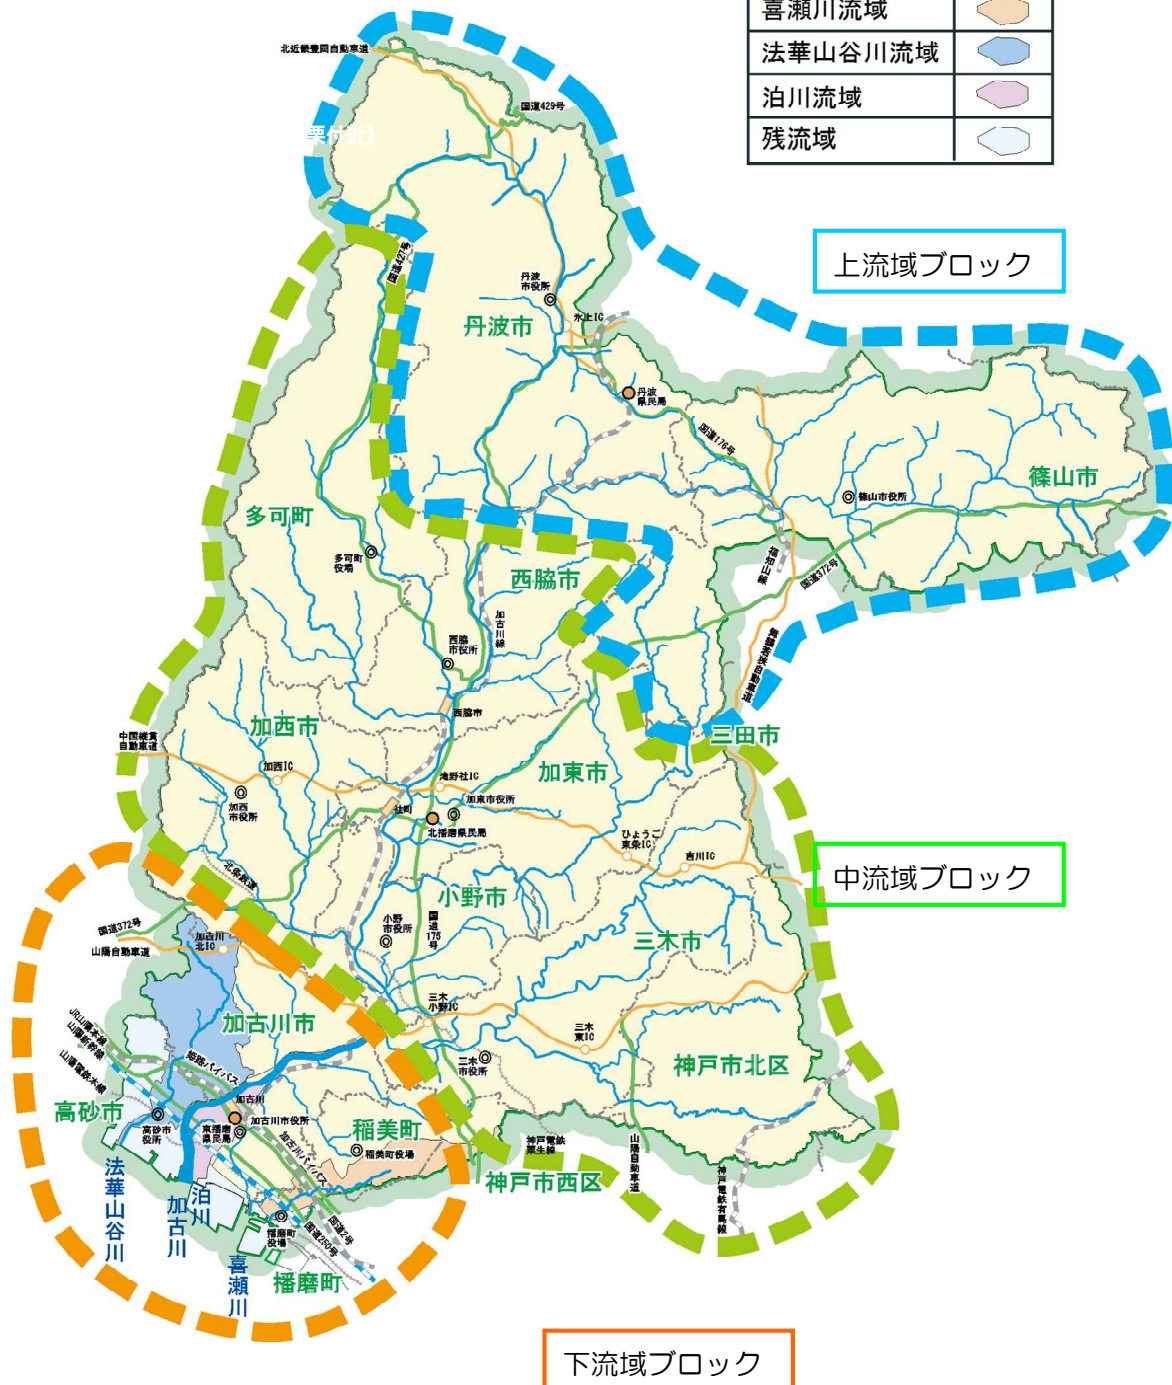 喜瀬川流域
法華山谷川流域
泊川流域
残流域
北近畿豊岡自動車道
国道429号
栗付近】
上流域ブロック
国道427号
丹波
市役所
丹波市
氷上IC
丹波
県民局
国道176号
篠山市
篠山市役所
多可町
多可町
役場
西脇市
福知山線
国道372号
加古川線
西脇
市役所
舞鶴若狭自動車道
西脇市
加西市
三田市
中国縦貫
自動車道
加西IC
加東市
滝野社IC
加西
市役所
社町
加東市役所
北播磨県民局
ひょうご
東条IC
吉川IC
中流域ブロック
北条鉄道
小野市
国道372号
小野
市役所
国道175号
三木市
加古川
北IC
山陽自動車道
三木
小野IC
加古川市
三木
東IC
JR山陽本線
山陽新幹線
山陽電鉄本線
姫路バイパス
三木
市役所
神戸市北区
加古川
高砂市
高砂市
役所
加古川市役所
東播磨
県民局
稲美町
加古川バイパス
稲美町役場
神戸電鉄
粟生線
山陽自動車道
神戸市西区
神戸電鉄有馬線
法華山谷川
加古川
泊川
播磨町
役場
国道250号
国道2号
喜瀬川
播磨町
下流域ブロック